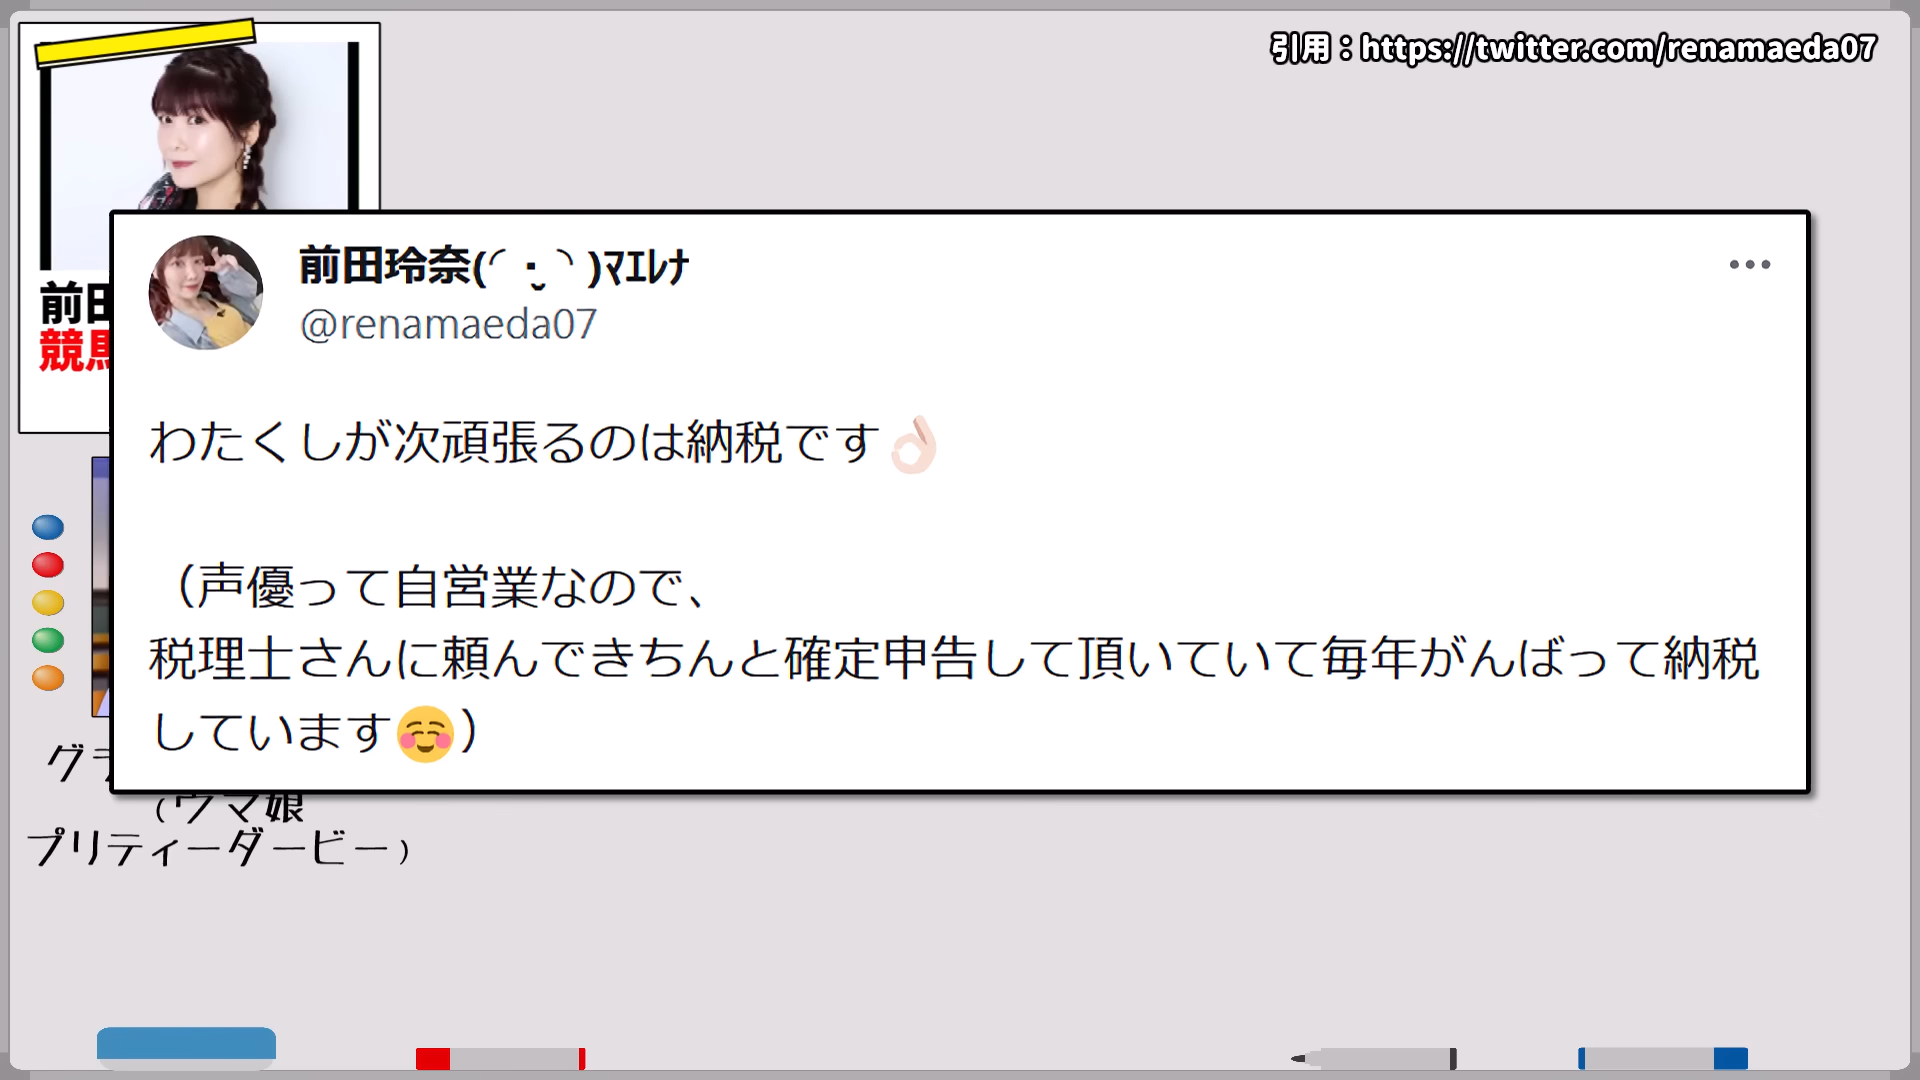 引用：https://twitter.com/renamaeda07
前田玲奈(◜ᴗ̈◝ )ﾏｴﾚﾅ
@renamaeda07
わたくしが次頑張るのは納税です👌🏻
（声優って自営業なので、
税理士さんに頼んできちんと確定申告して頂いていて毎年がんばって納税
しています☺️）
前田
競馬
グラ
(ウマ娘
プリティーダービー)